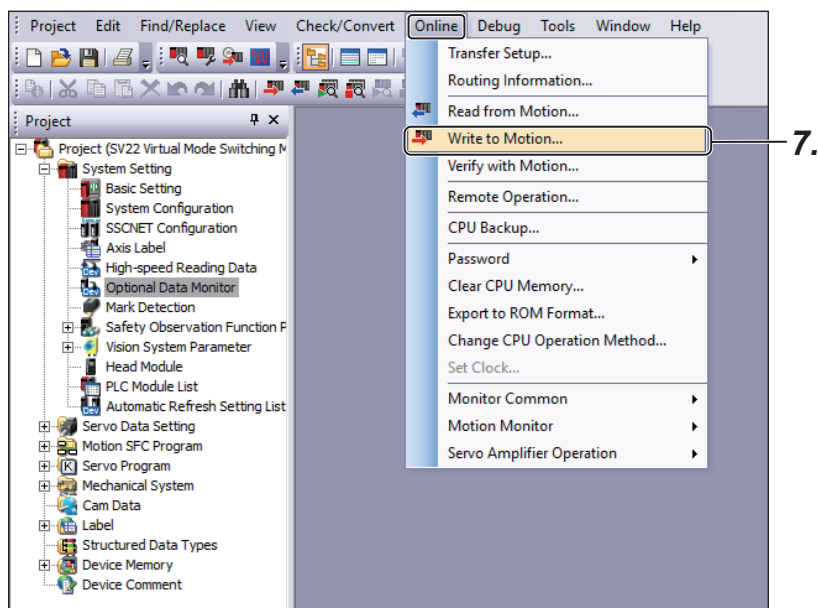 Project Edit Find/Replace View Check/Convert Online Debug Tools Window Help
Project
Project (SV22 Virtual Mode Switching M
System Setting
Basic Setting
System Configuration
SSCNET Configuration
Axis Label
High-speed Reading Data
Optional Data Monitor
Mark Detection
Safety Observation Function P
Vision System Parameter
Head Module
PLC Module List
Automatic Refresh Setting List
Servo Data Setting
Motion SFC Program
Servo Program
Mechanical System
Cam Data
Label
Structured Data Types
Device Memory
Device Comment
Transfer Setup...
Routing Information...
Read from Motion...
Write to Motion...
7.
Verify with Motion...
Remote Operation...
CPU Backup...
Password
Clear CPU Memory...
Export to ROM Format...
Change CPU Operation Method...
Set Clock...
Monitor Common
Motion Monitor
Servo Amplifier Operation